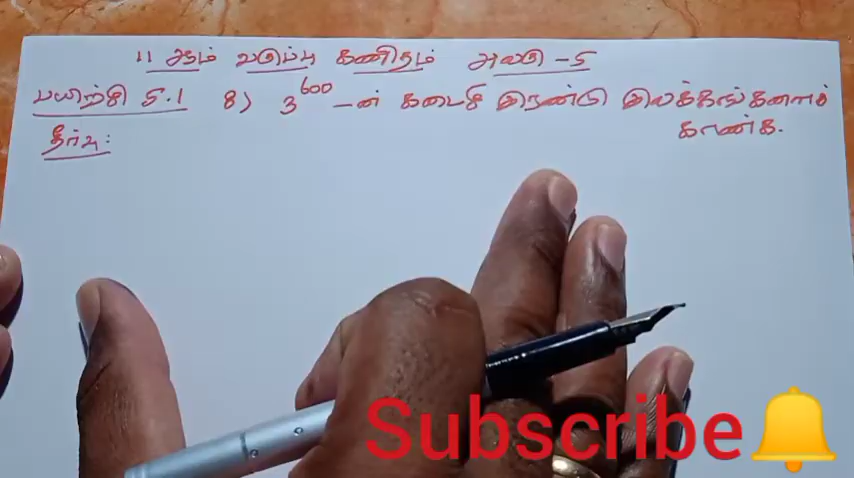 11 ஆம் வகுப்பு கணிதம் அலகு - 5
பயிற்சி 5.1 8) 3^600 -ன் கடைசி இரண்டு இலக்கங்களைக்
காண்க.
தீர்வு:
Subscribe